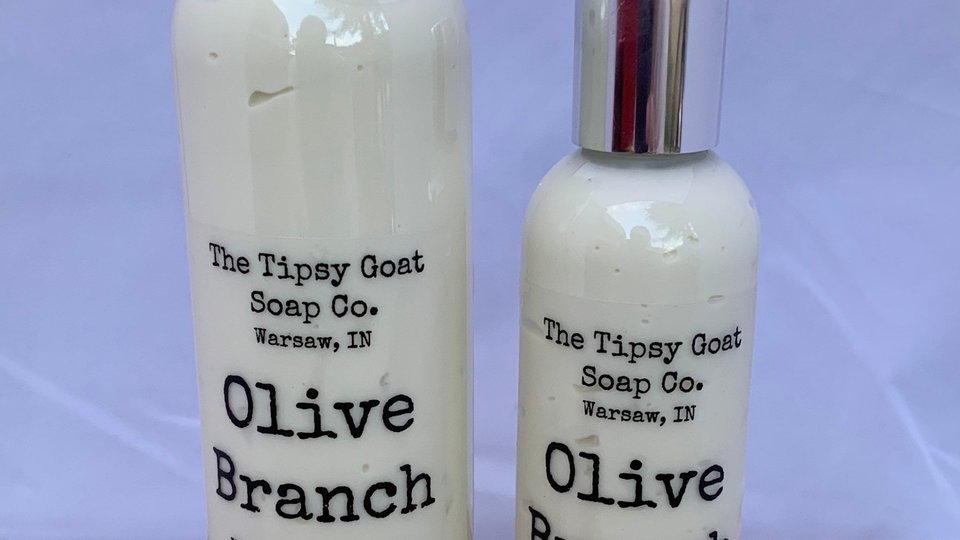 The Tipsy Goat
Soap Co.
Warsaw, IN
Olive
Branch
The Tipsy Goat
Soap Co.
Warsaw, IN
Olive